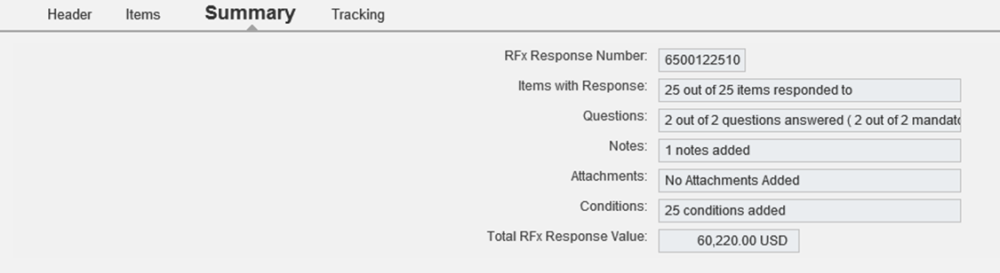 Header Items Summary Tracking
RFx Response Number: 6500122510
Items with Response: 25 out of 25 items responded to
Questions: 2 out of 2 questions answered ( 2 out of 2 mandato
Notes: 1 notes added
Attachments: No Attachments Added
Conditions: 25 conditions added
Total RFx Response Value: 60,220.00 USD